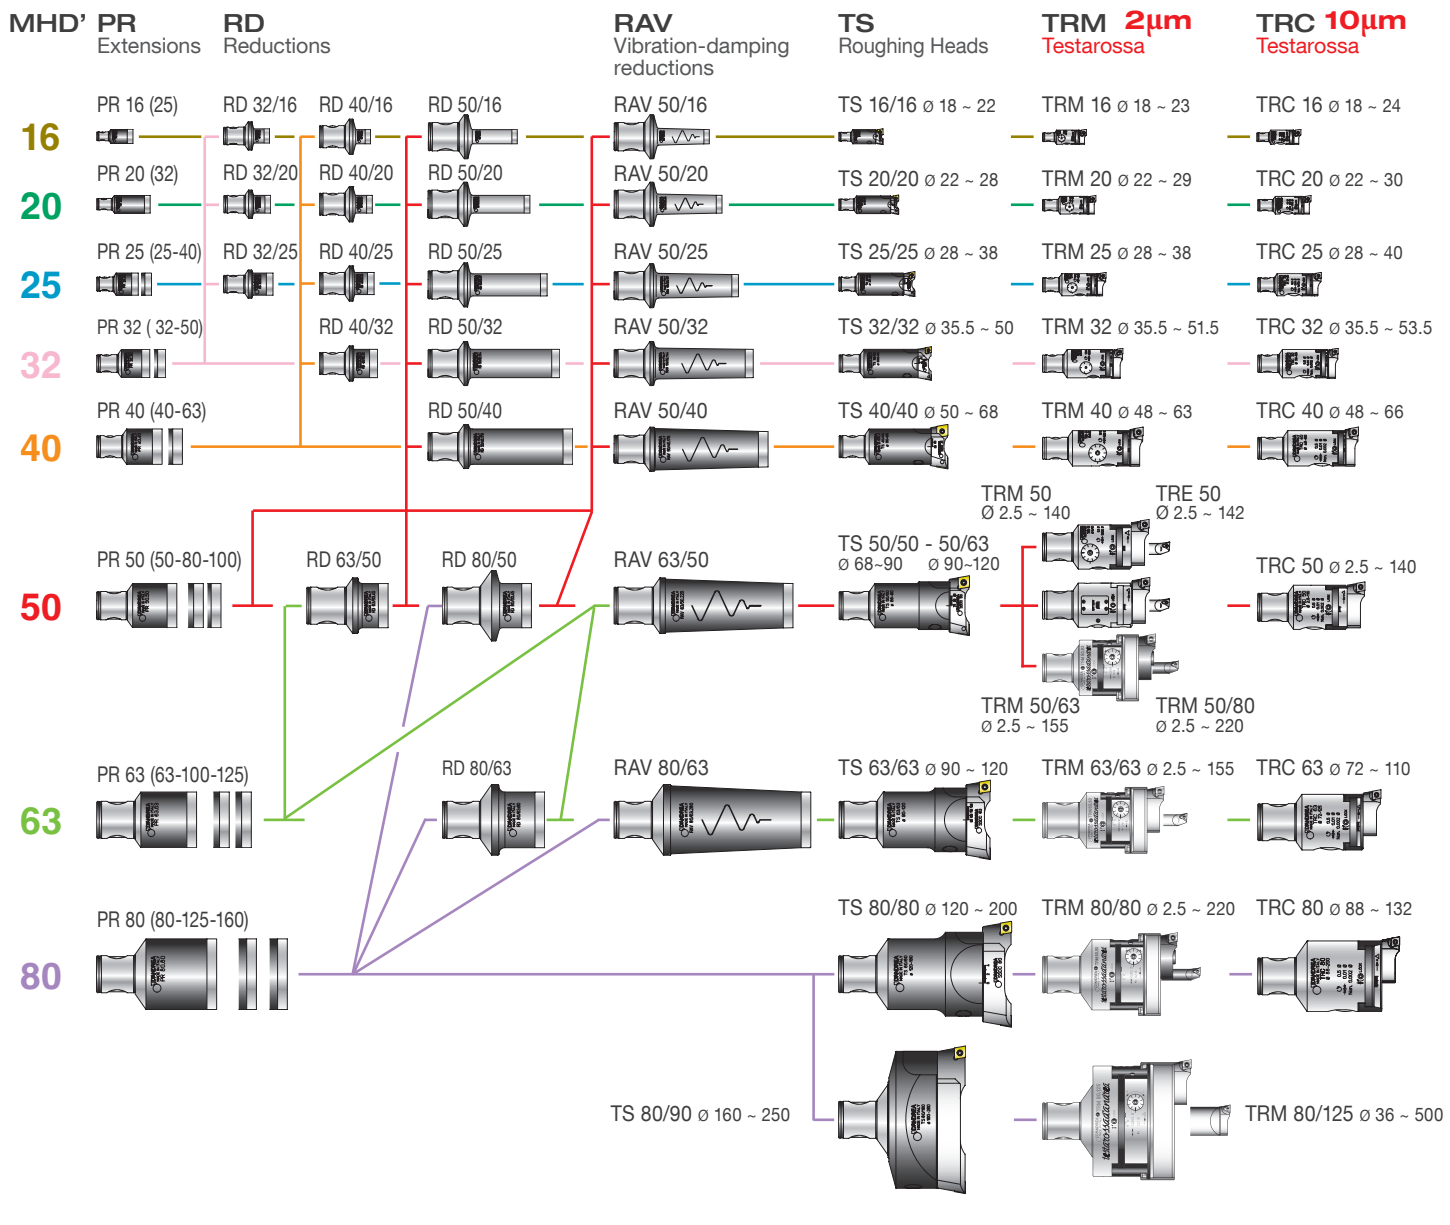 MHD’ PR RD RAV TS TRM 2µm TRC 10µm
Extensions Reductions Vibration-damping Roughing Heads Testarossa Testarossa
reductions
PR 16 (25) RD 32/16 RD 40/16 RD 50/16 RAV 50/16 TS 16/16 Ø 18 ~ 22 TRM 16 Ø 18 ~ 23 TRC 16 Ø 18 ~ 24
16
PR 20 (32) RD 32/20 RD 40/20 RD 50/20 RAV 50/20 TS 20/20 Ø 22 ~ 28 TRM 20 Ø 22 ~ 29 TRC 20 Ø 22 ~ 30
20
PR 25 (25-40) RD 32/25 RD 40/25 RD 50/25 RAV 50/25 TS 25/25 Ø 28 ~ 38 TRM 25 Ø 28 ~ 38 TRC 25 Ø 28 ~ 40
25
PR 32 ( 32-50) RD 40/32 RD 50/32 RAV 50/32 TS 32/32 Ø 35.5 ~ 50 TRM 32 Ø 35.5 ~ 51.5 TRC 32 Ø 35.5 ~ 53.5
32
PR 40 (40-63) RD 50/40 RAV 50/40 TS 40/40 Ø 50 ~ 68 TRM 40 Ø 48 ~ 63 TRC 40 Ø 48 ~ 66
40
TRM 50 TRE 50
Ø 2.5 ~ 140 Ø 2.5 ~ 142
PR 50 (50-80-100) RD 63/50 RD 80/50 RAV 63/50 TS 50/50 - 50/63 TRC 50 Ø 2.5 ~ 140
Ø 68~90 Ø 90~120
50
TRM 50/63 TRM 50/80
Ø 2.5 ~ 155 Ø 2.5 ~ 220
PR 63 (63-100-125) RD 80/63 RAV 80/63 TS 63/63 Ø 90 ~ 120 TRM 63/63 Ø 2.5 ~ 155 TRC 63 Ø 72 ~ 110
63
PR 80 (80-125-160) TS 80/80 Ø 120 ~ 200 TRM 80/80 Ø 2.5 ~ 220 TRC 80 Ø 88 ~ 132
80
TS 80/90 Ø 160 ~ 250 TRM 80/125 Ø 36 ~ 500